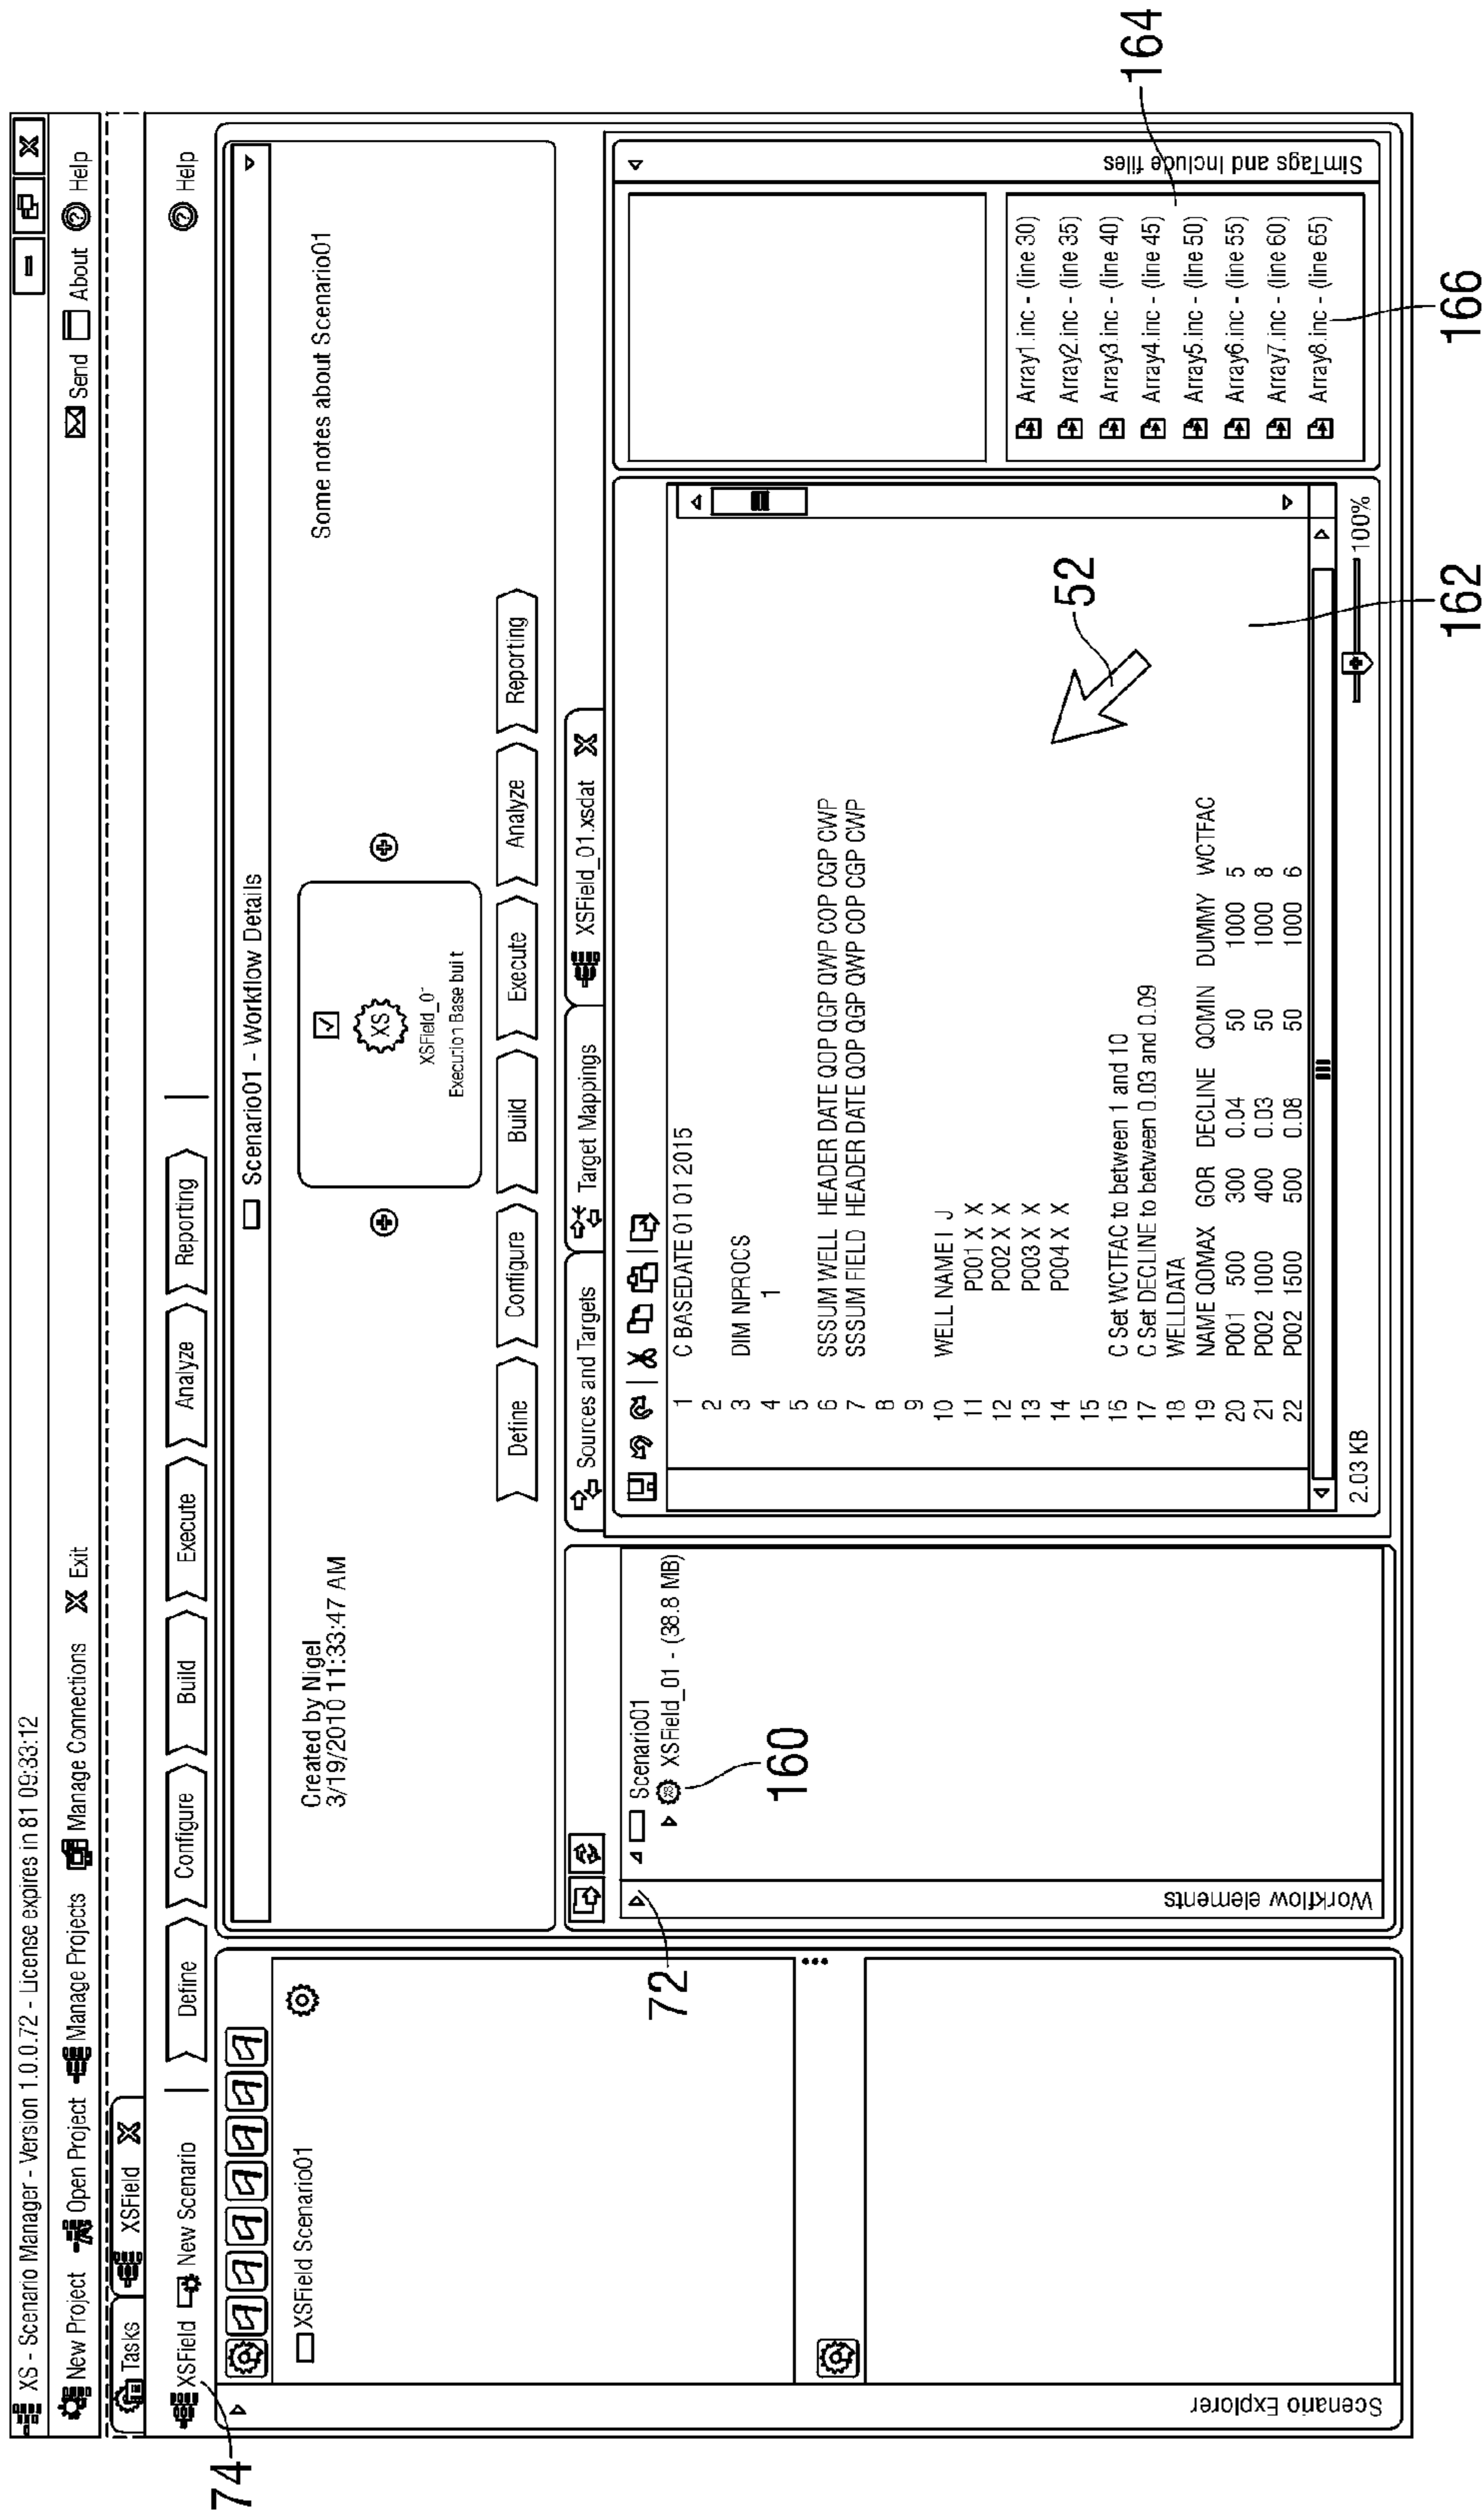 XS - Scenario Manager - Version 1.0.0.72 - License expires in 81 09:33:12
New Project Open Project Manage Projects Manage Connections X Exit
Send About ? Help
Tasks XSField X
XSField New Scenario
Define Configure Build Execute Analyze Reporting
? Help
74
Scenario Explorer
XSField Scenario01
Scenario01 - Workflow Details
Created by Nigel
3/19/2010 11:33:47 AM
XS
XSField_0
Execution Base built
Some notes about Scenario01
Define Configure Build Execute Analyze Reporting
72
Workflow elements
Scenario01
XSField_01 - (38.8 MB)
160
Sources and Targets Target Mappings XSField_01.xsdat X
1 C BASEDATE 01 01 2015
2
3 DIM NPROCS
4 1
5
6 SSSUM WELL HEADER DATE QOP QGP QWP COP CGP CWP
7 SSSUM FIELD HEADER DATE QOP QGP QWP COP CGP CWP
8
9
10 WELL NAME I J
11 P001 X X
12 P002 X X
13 P003 X X
14 P004 X X
15
16 C Set WCTFAC to between 1 and 10
17 C Set DECLINE to between 0.03 and 0.09
18 WELLDATA
19 NAME QOMAX GOR DECLINE QOMIN DUMMY WCTFAC
20 P001 500 300 0.04 50 1000 5
21 P002 1000 400 0.03 50 1000 8
22 P002 1500 500 0.08 50 1000 6
2.03 KB
100%
52
162
SimTags and Include files
Array1.inc - (line 30)
Array2.inc - (line 35)
Array3.inc - (line 40)
Array4.inc - (line 45)
Array5.inc - (line 50)
Array6.inc - (line 55)
Array7.inc - (line 60)
Array8.inc - (line 65)
164
166